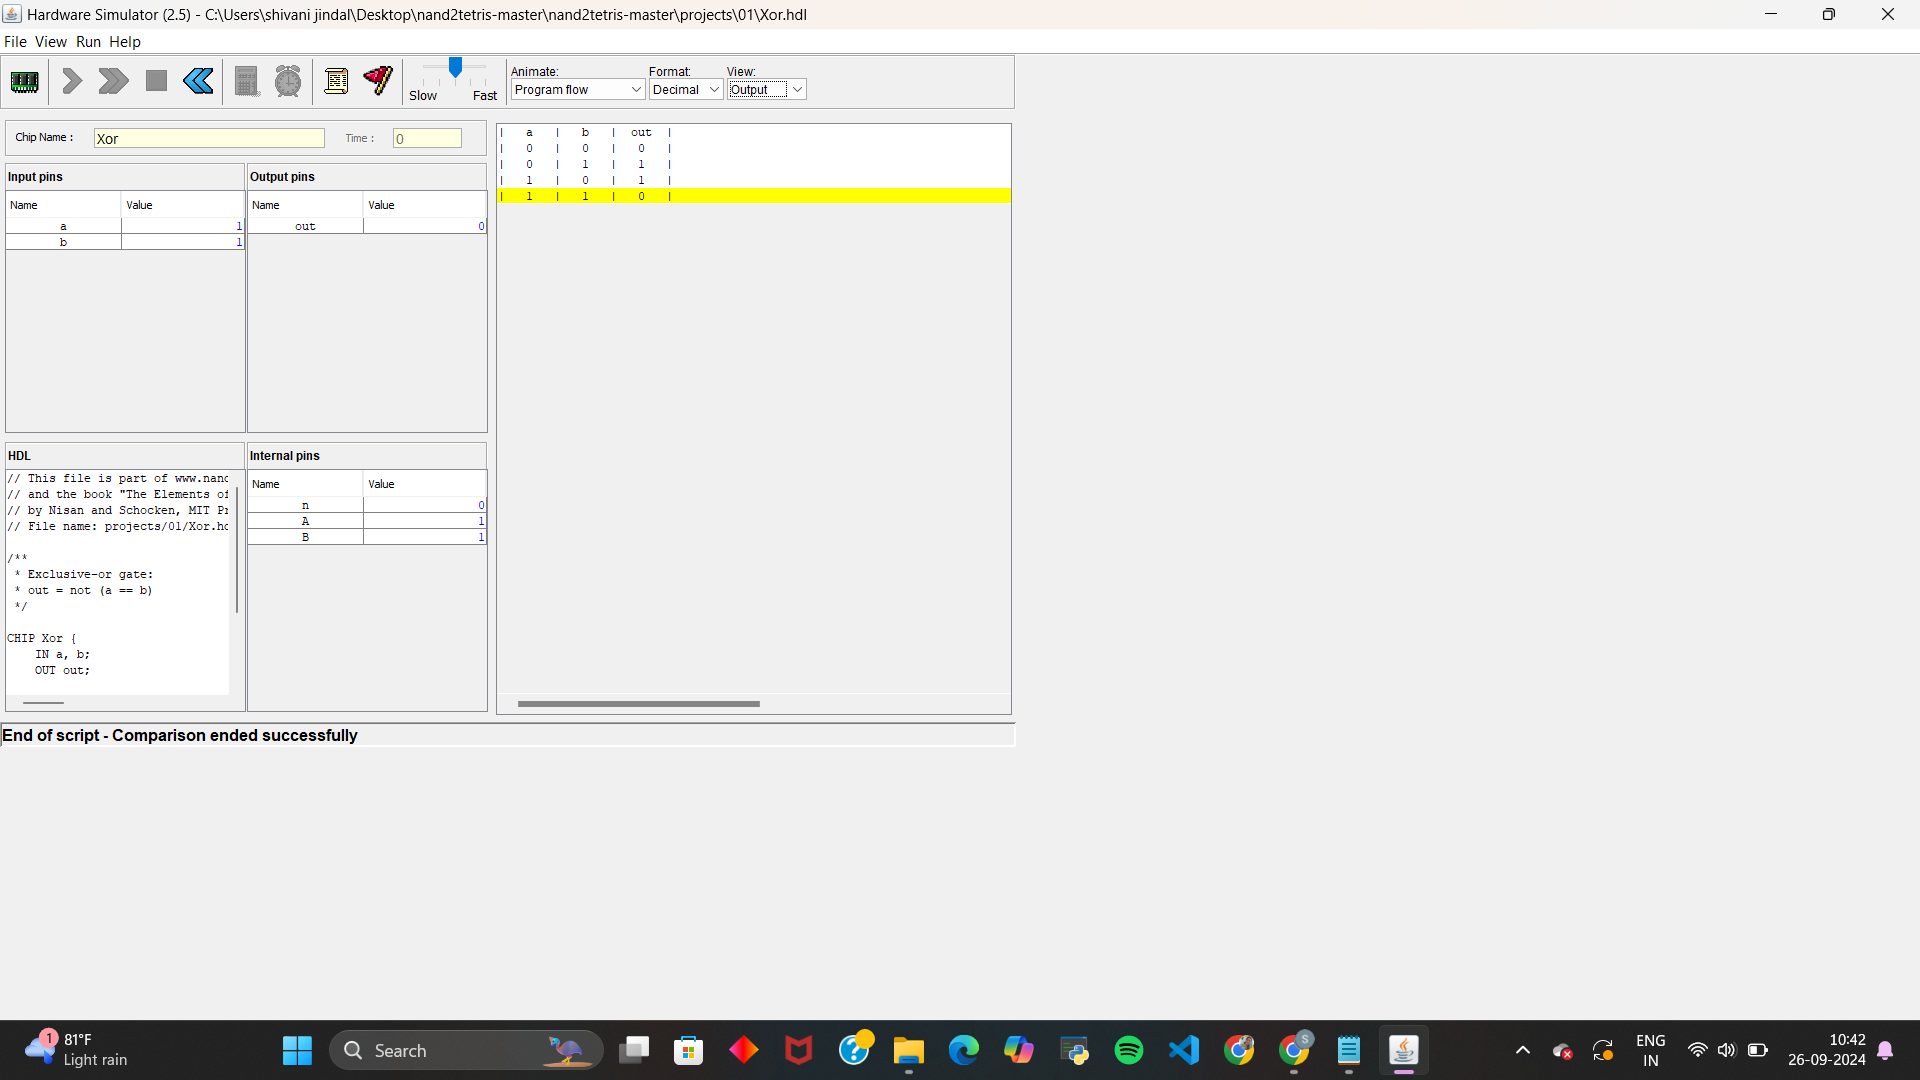 Hardware Simulator (2.5) - C:\Users\shivani jindal\Desktop\nand2tetris-master\nand2tetris-master\projects\01\Xor.hdl
File View Run Help
Slow Fast
Animate: Format: View:
Program flow Decimal Output
Chip Name : Xor Time : 0
Input pins
Name Value
a 1
b 1
Output pins
Name Value
out 0
| a | b | out |
| 0 | 0 | 0 |
| 0 | 1 | 1 |
| 1 | 0 | 1 |
| 1 | 1 | 0 |
HDL
// This file is part of www.nand
// and the book "The Elements of
// by Nisan and Schocken, MIT Pr
// File name: projects/01/Xor.hd
/**
* Exclusive-or gate:
* out = not (a == b)
*/
CHIP Xor {
IN a, b;
OUT out;
Internal pins
Name Value
n 0
A 1
B 1
End of script - Comparison ended successfully
1
81°F
Light rain
Search
S
ENG
IN
10:42
26-09-2024